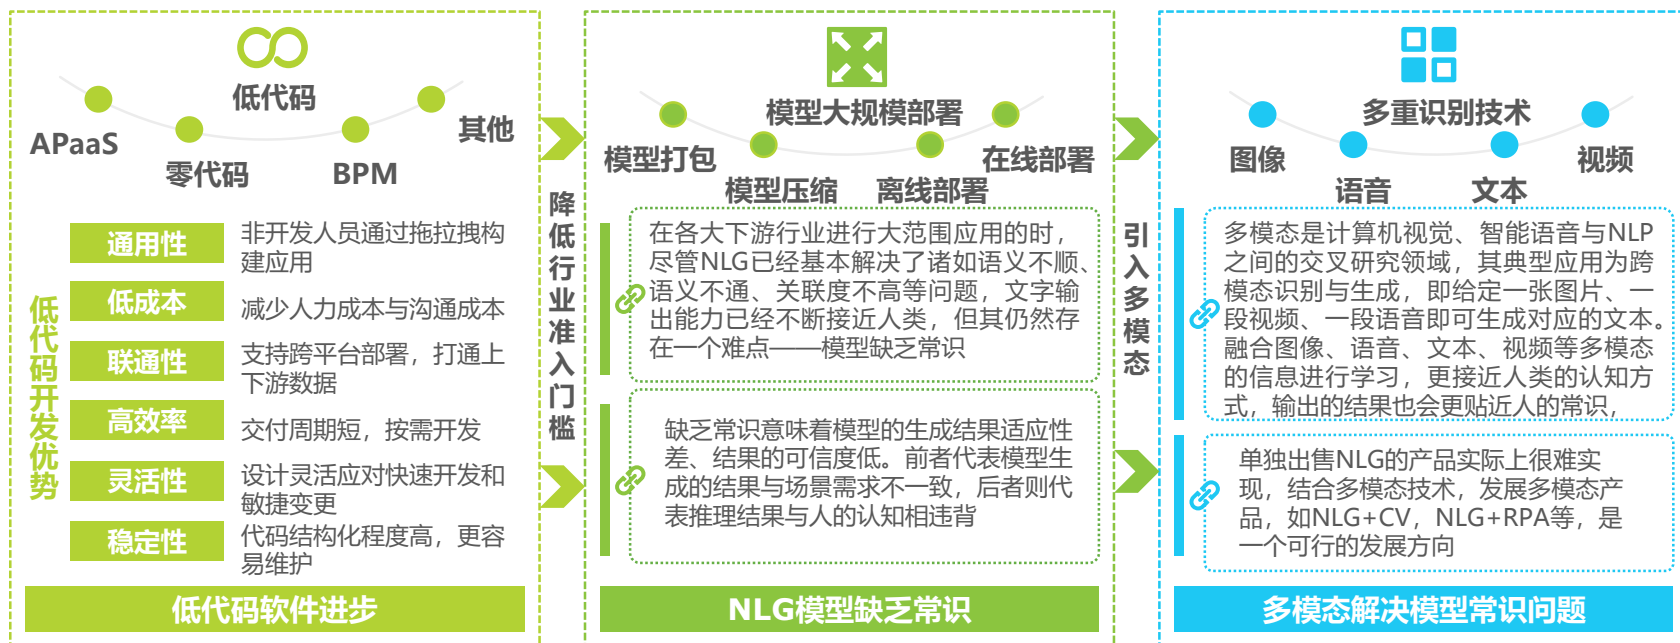 低代码
APaaS
零代码
BPM
其他
低代码开发优势
通用性
非开发人员通过拖拉拽构
建应用
低成本
减少人力成本与沟通成本
联通性
支持跨平台部署，打通上
下游数据
高效率
交付周期短，按需开发
灵活性
设计灵活应对快速开发和
敏捷变更
稳定性
代码结构化程度高，更容
易维护
低代码软件进步
降低行业准入门槛
模型大规模部署
模型打包
模型压缩
离线部署
在线部署
在各大下游行业进行大范围应用的时，
尽管NLG已经基本解决了诸如语义不顺、
语义不通、关联度不高等问题，文字输
出能力已经不断接近人类，但其仍然存
在一个难点——模型缺乏常识
缺乏常识意味着模型的生成结果适应性
差、结果的可信度低。前者代表模型生
成的结果与场景需求不一致，后者则代
表推理结果与人的认知相违背
NLG模型缺乏常识
引入多模态
多重识别技术
图像
语音
文本
视频
多模态是计算机视觉、智能语音与NLP
之间的交叉研究领域，其典型应用为跨
模态识别与生成，即给定一张图片、一
段视频、一段语音即可生成对应的文本。
融合图像、语音、文本、视频等多模态
的信息进行学习，更接近人类的认知方
式，输出的结果也会更贴近人的常识，
单独出售NLG的产品实际上很难实
现，结合多模态技术，发展多模态产
品，如NLG+CV，NLG+RPA等，是
一个可行的发展方向
多模态解决模型常识问题